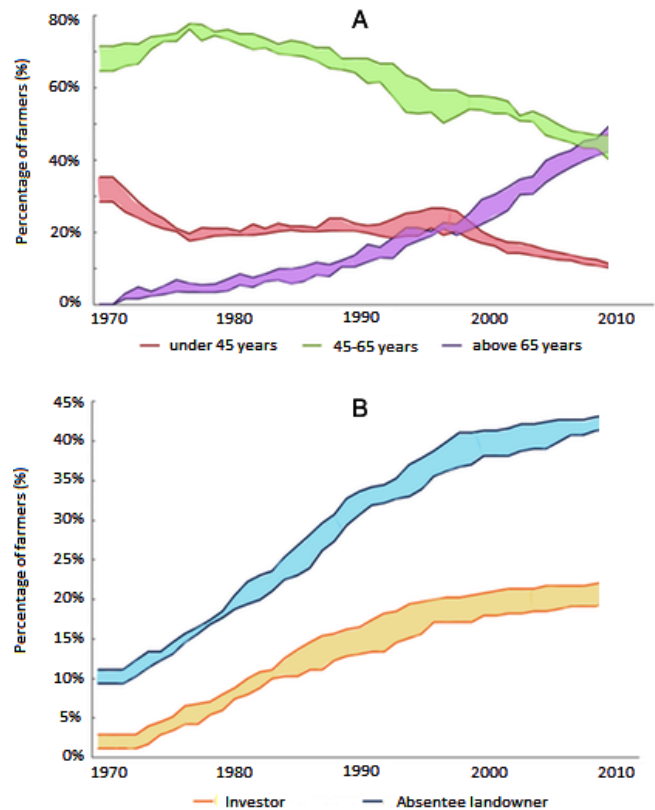 A
Percentage of farmers (%)
80%
60%
40%
20%
0%
1970 1980 1990 2000 2010
under 45 years 45-65 years above 65 years
B
Percentage of farmers (%)
45%
40%
35%
30%
25%
20%
15%
10%
5%
0%
1970 1980 1990 2000 2010
Investor Absentee landowner